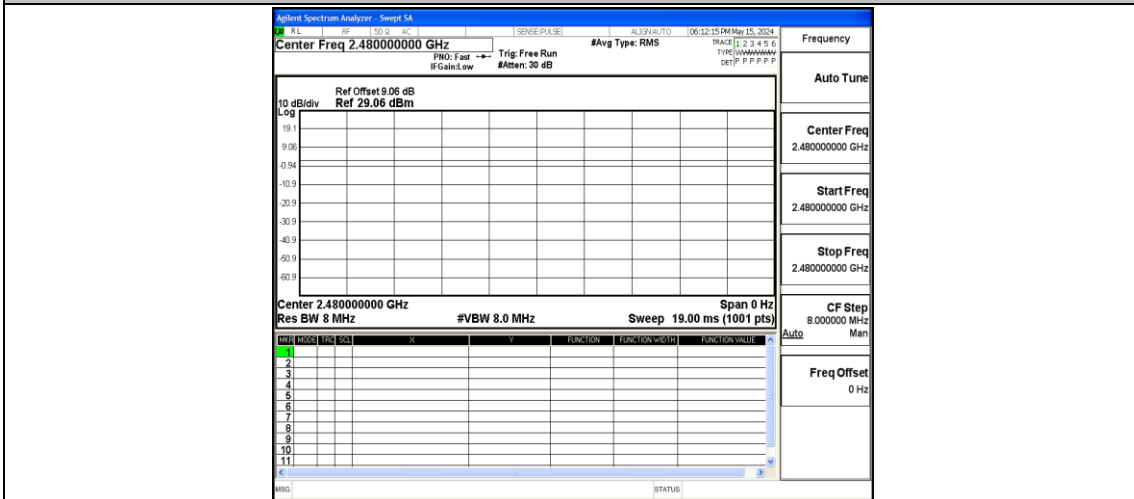 Agilent Spectrum Analyzer - Swept SA
RL RF 50 Ω AC SENSE:PULSE ALIGNAUTO 06:12:15 PM May 15, 2024
Center Freq 2.480000000 GHz #Avg Type: RMS TRACE 1 2 3 4 5 6
PNO: Fast Trig: Free Run TYPE
IFGain:Low #Atten: 30 dB DET P P P P P P
Ref Offset 9.06 dB
10 dB/div Ref 29.06 dBm
Log
19.1
9.06
-0.94
-10.9
-20.9
-30.9
-40.9
-50.9
-60.9
Center 2.480000000 GHz Span 0 Hz
Res BW 8 MHz #VBW 8.0 MHz Sweep 19.00 ms (1001 pts)
MKR MODE TRC SCL X Y FUNCTION FUNCTION WIDTH FUNCTION VALUE
1
2
3
4
5
6
7
8
9
10
11
MSG STATUS
Frequency
Auto Tune
Center Freq
2.480000000 GHz
Start Freq
2.480000000 GHz
Stop Freq
2.480000000 GHz
CF Step
8.000000 MHz
Auto Man
Freq Offset
0 Hz